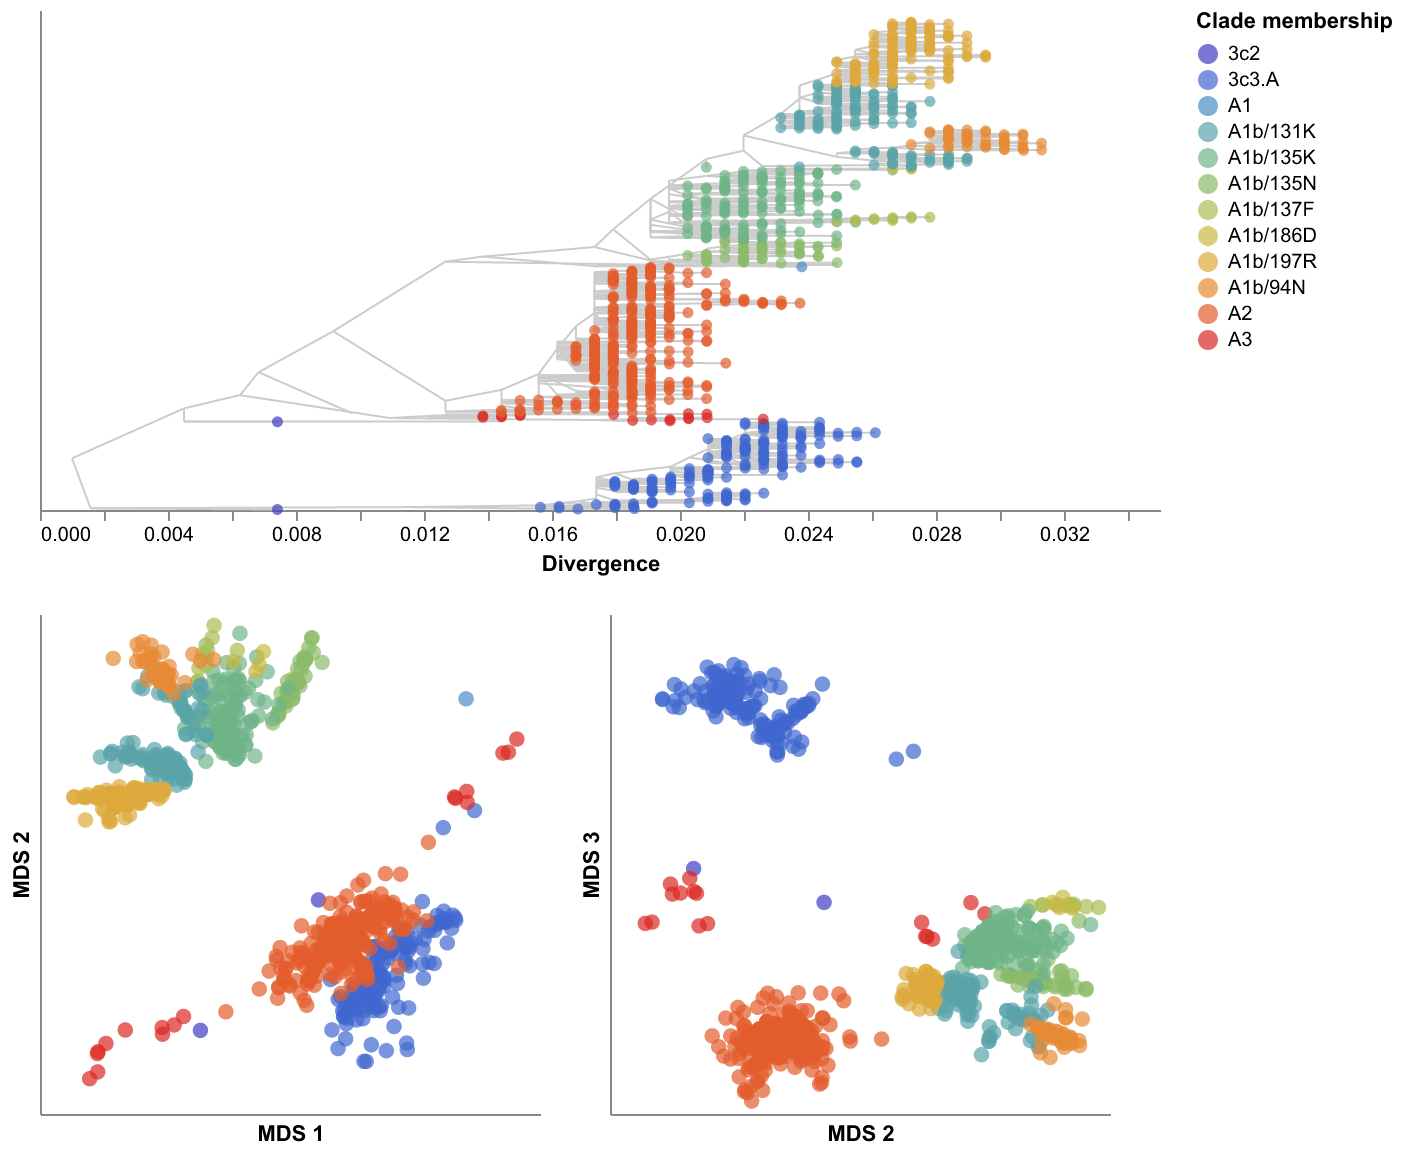 Clade membership
3c2
3c3.A
A1
A1b/131K
A1b/135K
A1b/135N
A1b/137F
A1b/186D
A1b/197R
A1b/94N
A2
A3
0.000 0.004 0.008 0.012 0.016 0.020 0.024 0.028 0.032
Divergence
MDS 2
MDS 1
MDS 3
MDS 2